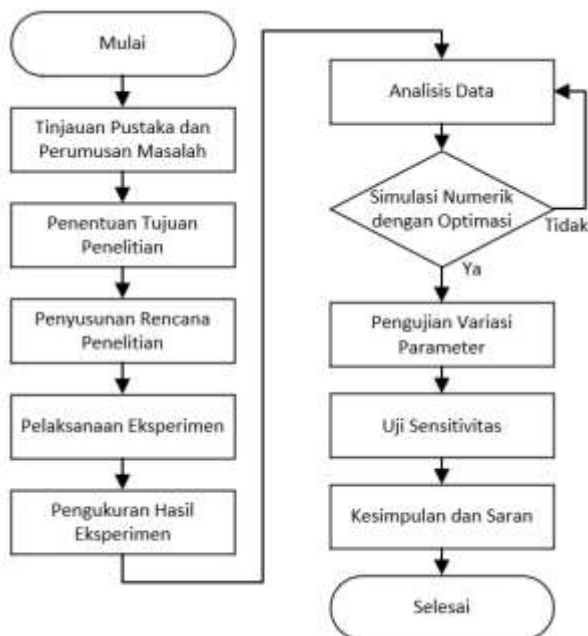 Mulai
Tinjauan Pustaka dan
Perumusan Masalah
Penentuan Tujuan
Penelitian
Penyusunan Rencana
Penelitian
Pelaksanaan Eksperimen
Pengukuran Hasil
Eksperimen
Analisis Data
Simulasi Numerik
dengan Optimasi
Tidak
Ya
Pengujian Variasi
Parameter
Uji Sensitivitas
Kesimpulan dan Saran
Selesai